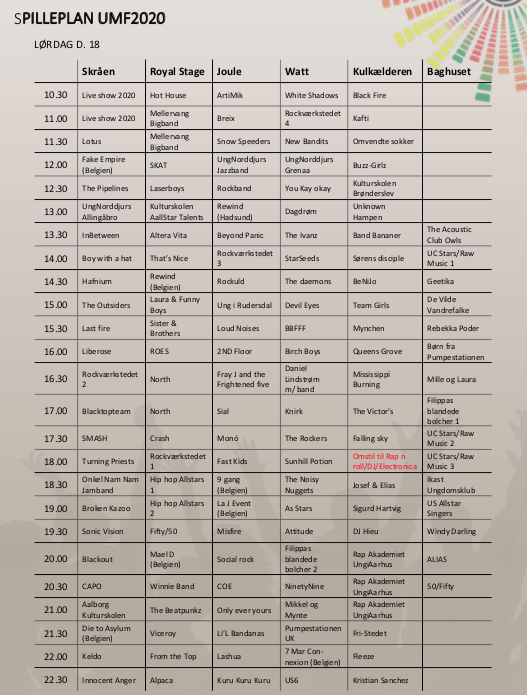 SPILLEPLAN UMF2020
LØRDAG D. 18
Skråen Royal Stage Joule Watt Kulkælderen Baghuset
10.30 Live show 2020 Hot House ArtiMik White Shadows Black Fire
11.00 Live show 2020 Mellervang Bigband Breix Rockværkstedet 4 Kafti
11.30 Lotus Mellervang Bigband Snow Speeders New Bandits Omvendte sokker
12.00 Fake Empire (Belgien) SKAT UngNorddjurs Jazzband UngNorddjurs Grenaa Buzz-Girlz
12.30 The Pipelines Laserboys Rockband You Kay okay Kulturskolen Brønderslev
13.00 UngNorddjurs Allingåbro Kulturskolen AallStar Talents Rewind (Hadsund) Dagdrøm Unknown Hampen
13.30 InBetween Altera Vita Beyond Panic The Ivanz Band Bananer The Acoustic Club Owls
14.00 Boy with a hat That's Nice Rockværkstedet 3 StarSeeds Sørens disciple UC Stars/Raw Music 1
14.30 Hafnium Rewind (Belgien) Rockuld The daemons BeNiJo Geetika
15.00 The Outsiders Laura & Funny Boys Ung i Rudersdal Devil Eyes Team Girls De Vilde Vandrefalke
15.30 Last fire Sister & Brothers Loud Noises BBFFF Mynchen Rebekka Poder
16.00 Liberose ROES 2ND Floor Birch Boys Queens Grove Børn fra Pumpestationen
16.30 Rockværkstedet 2 North Fray J and the Frightened five Daniel Lindstrøm m/band Mississippi Burning Mille og Laura
17.00 Blacktopteam North Sial Knirk The Victor's Filippas blandede bolcher 1
17.30 SMASH Crash Monó The Rockers Falling sky UC Stars/Raw Music 2
18.00 Turning Priests Rockværkstedet 1 Fast Kids Sunhill Potion Omstil til Rap n roll/DJ/Electronica UC Stars/Raw Music 3
18.30 Onkel Nam Nam Jamband Hip hop Allstars 1 9 gang (Belgien) The Noisy Nuggets Josef & Elias Ikast Ungdomsklub
19.00 Broken Kazoo Hip hop Allstars 2 La J Event (Belgien) As Stars Sigurd Hartvig US Allstar Singers
19.30 Sonic Vision Fifty/50 Misfire Attitude DJ Hieu Windy Darling
20.00 Blackout Mael D (Belgien) Social rock Filippas blandede bolcher 2 Rap Akademiet UngiAarhus ALIAS
20.30 CAPO Winnie Band COE NinetyNine Rap Akademiet UngiAarhus 50/Fifty
21.00 Aalborg Kulturskolen The Beatpunkz Only ever yours Mikkel og Mynte Rap Akademiet UngiAarhus
21.30 Die to Asylum (Belgien) Viceroy Li'L Bandanas Pumpestationen UK Fri-Stedet
22.00 Keldo From the Top Lashua 7 Mar Con-nexion (Belgien) Fleeze
22.30 Innocent Anger Alpaca Kuru Kuru Kuru US6 Kristian Sanchez